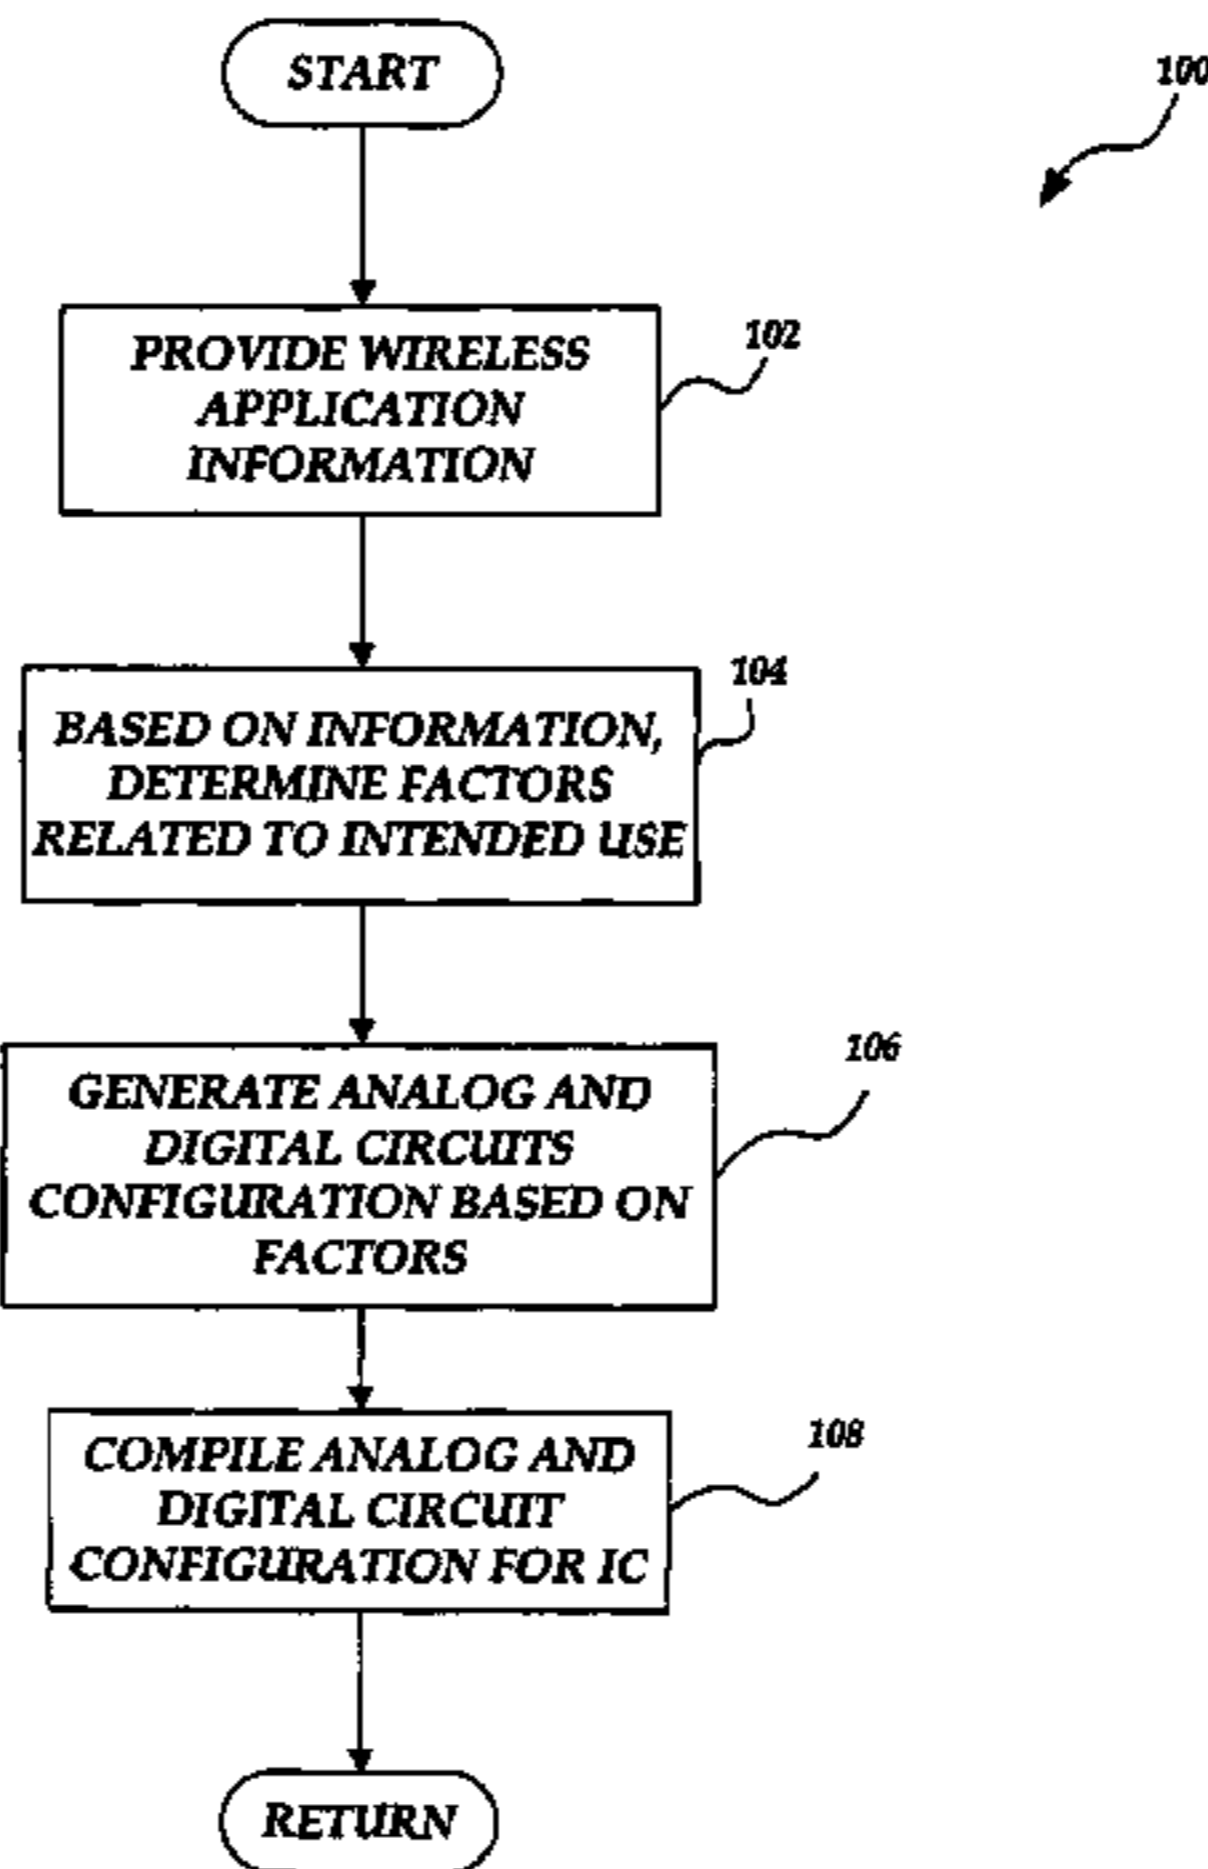 START
100
PROVIDE WIRELESS
APPLICATION
INFORMATION
102
BASED ON INFORMATION,
DETERMINE FACTORS
RELATED TO INTENDED USE
104
GENERATE ANALOG AND
DIGITAL CIRCUITS
CONFIGURATION BASED ON
FACTORS
106
COMPILE ANALOG AND
DIGITAL CIRCUIT
CONFIGURATION FOR IC
108
RETURN